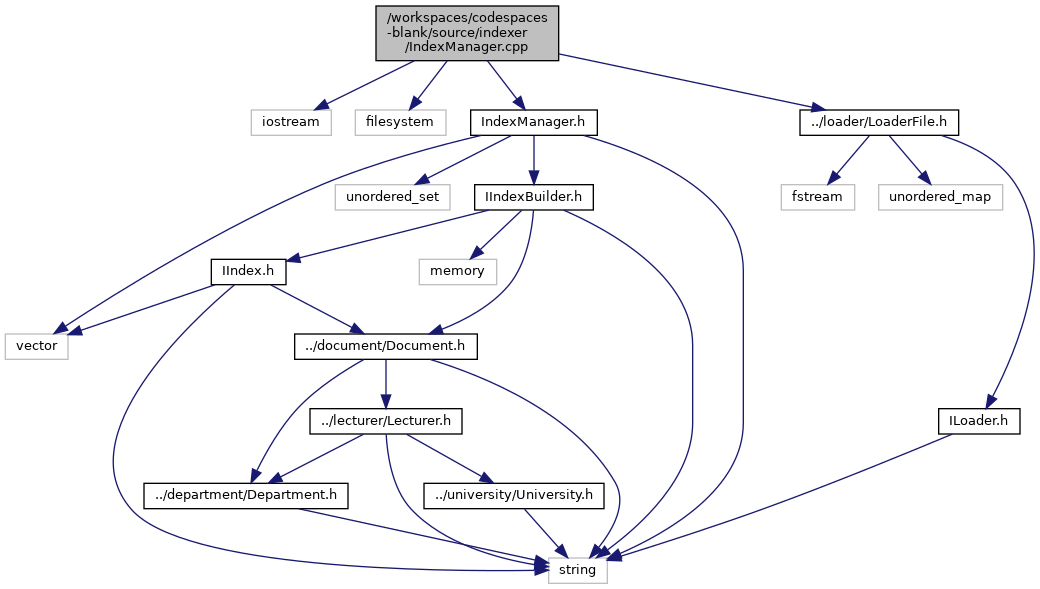 /workspaces/codespaces
-blank/source/indexer
/IndexManager.cpp
iostream
filesystem
IndexManager.h
../loader/LoaderFile.h
unordered_set
IIndexBuilder.h
fstream
unordered_map
IIndex.h
memory
vector
../document/Document.h
../lecturer/Lecturer.h
ILoader.h
../department/Department.h
../university/University.h
string